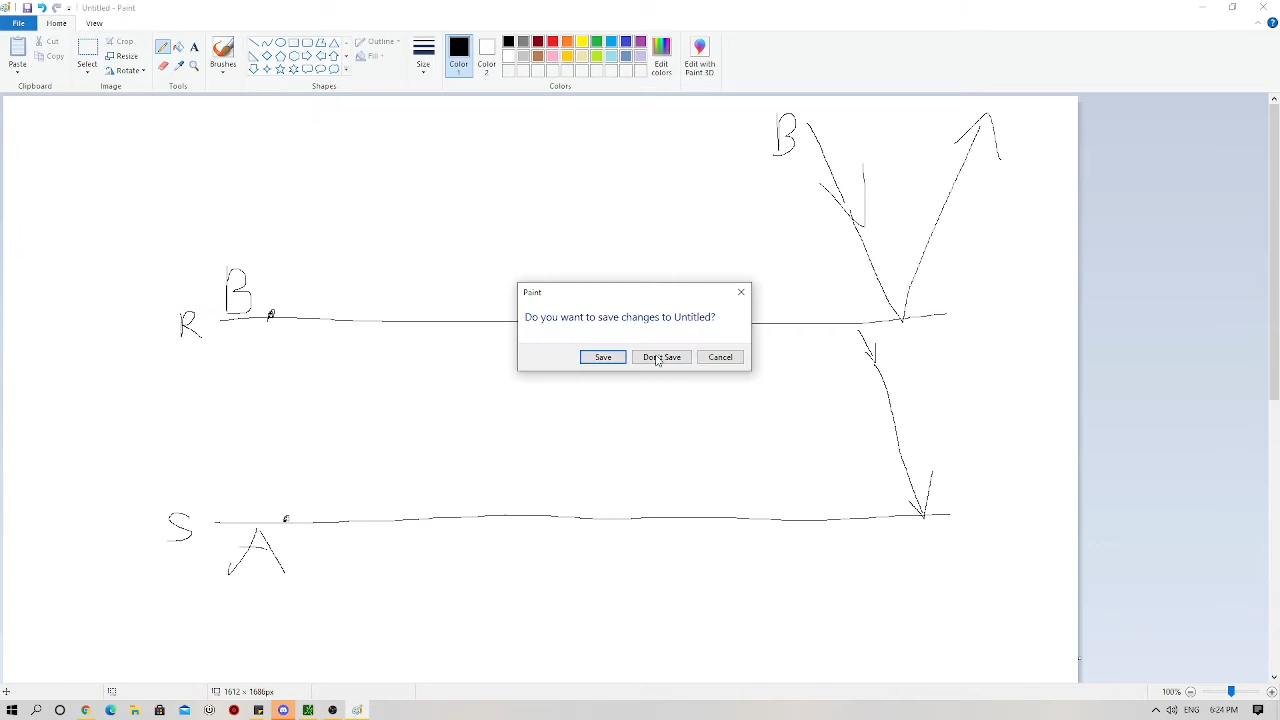 Untitled - Paint
File Home View
Paste
Cut
Copy
Clipboard
Select
Crop
Resize
Rotate
Image
A
Tools
Brushes
Outline
Fill
Shapes
Size
Color
1
Color
2
Edit
colors
Colors
Edit with
Paint 3D
B
B
R
Paint
Do you want to save changes to Untitled?
Save Don't Save Cancel
S
A
1612 × 1686px
100%
ENG 6:24 PM